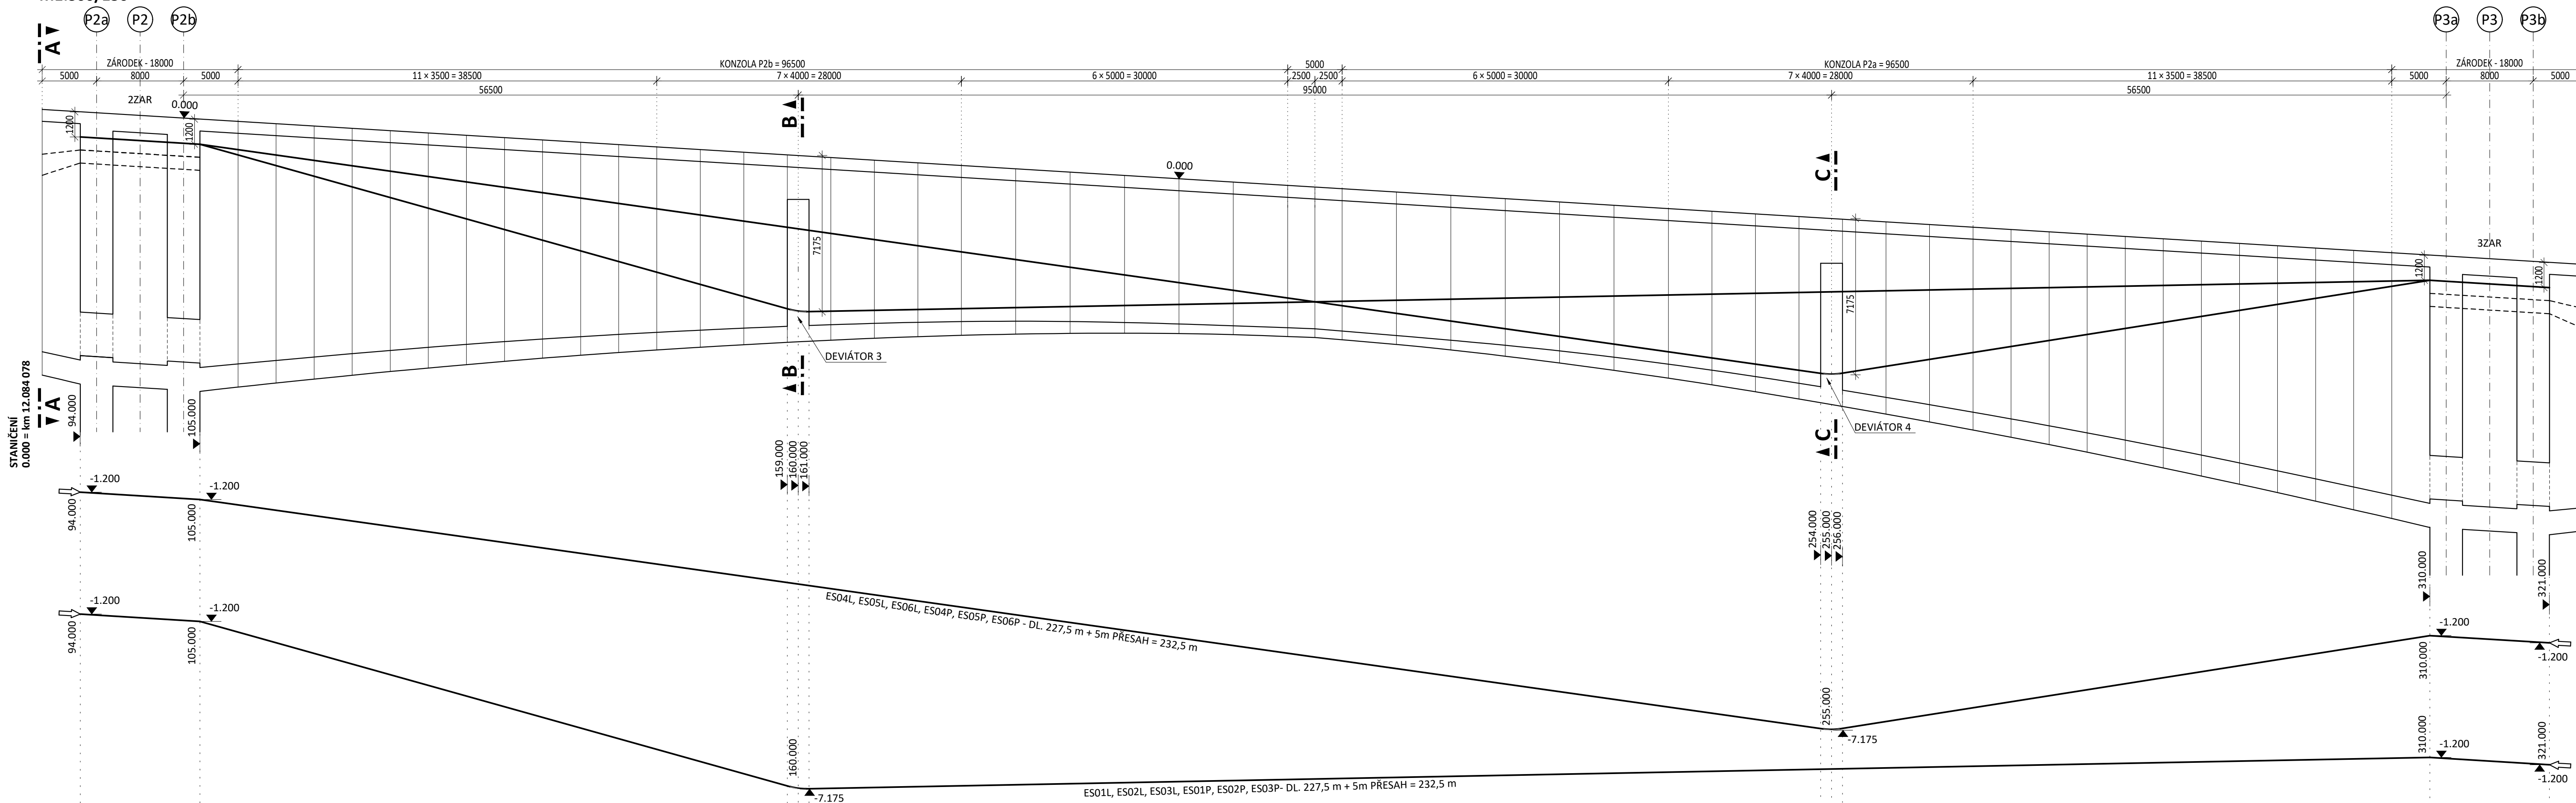 P2a P2 P2b P3a P3 P3b
A A
ZÁRODEK - 18000 KONZOLA P2b = 96500 5000 KONZOLA P2a = 96500 ZÁRODEK - 18000
5000 8000 5000 11 × 3500 = 38500 7 × 4000 = 28000 6 × 5000 = 30000 2500 2500 6 × 5000 = 30000 7 × 4000 = 28000 11 × 3500 = 38500 5000 8000 5000
56500 95000 56500
2ZAR 0.000
1200 1200
B B
7175
0.000
C C
7175
3ZAR
1200 1200
DEVIÁTOR 3
DEVIÁTOR 4
STANIČENÍ
0.000 = km 12.084 078
94.000 105.000
159.000
160.000
161.000
254.000
255.000
256.000
310.000 321.000
-1.200 -1.200
94.000 105.000
ES04L, ES05L, ES06L, ES04P, ES05P, ES06P - DL. 227,5 m + 5m PŘESAH = 232,5 m
255.000
-7.175
-1.200
310.000 321.000
-1.200
-1.200 -1.200
94.000 105.000
160.000
-7.175
ES01L, ES02L, ES03L, ES01P, ES02P, ES03P- DL. 227,5 m + 5m PŘESAH = 232,5 m
310.000
-1.200
321.000
-1.200